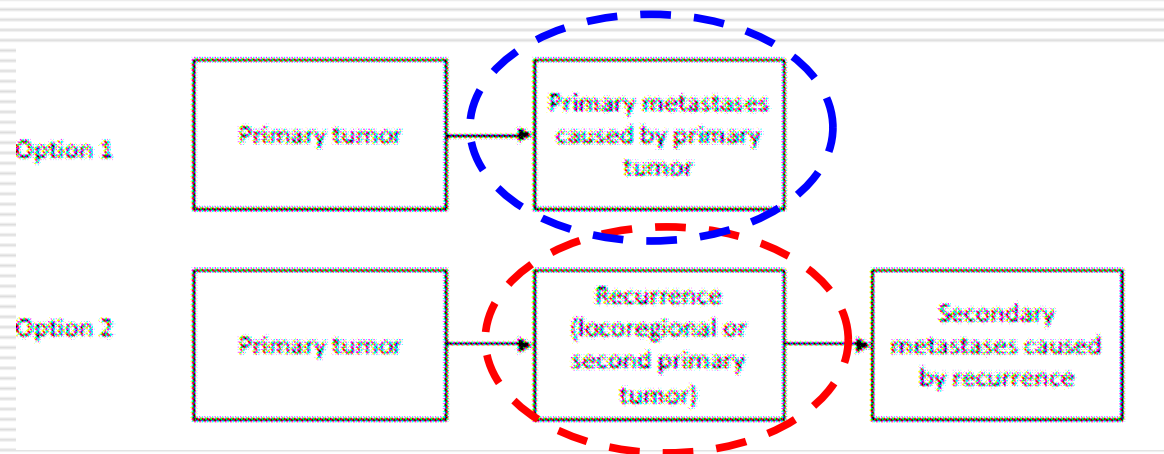 Option 1
Primary tumor
Primary metastases
caused by primary
tumor
Option 2
Primary tumor
Recurrence
(locoregional or
second primary
tumor)
Secondary
metastases caused
by recurrence